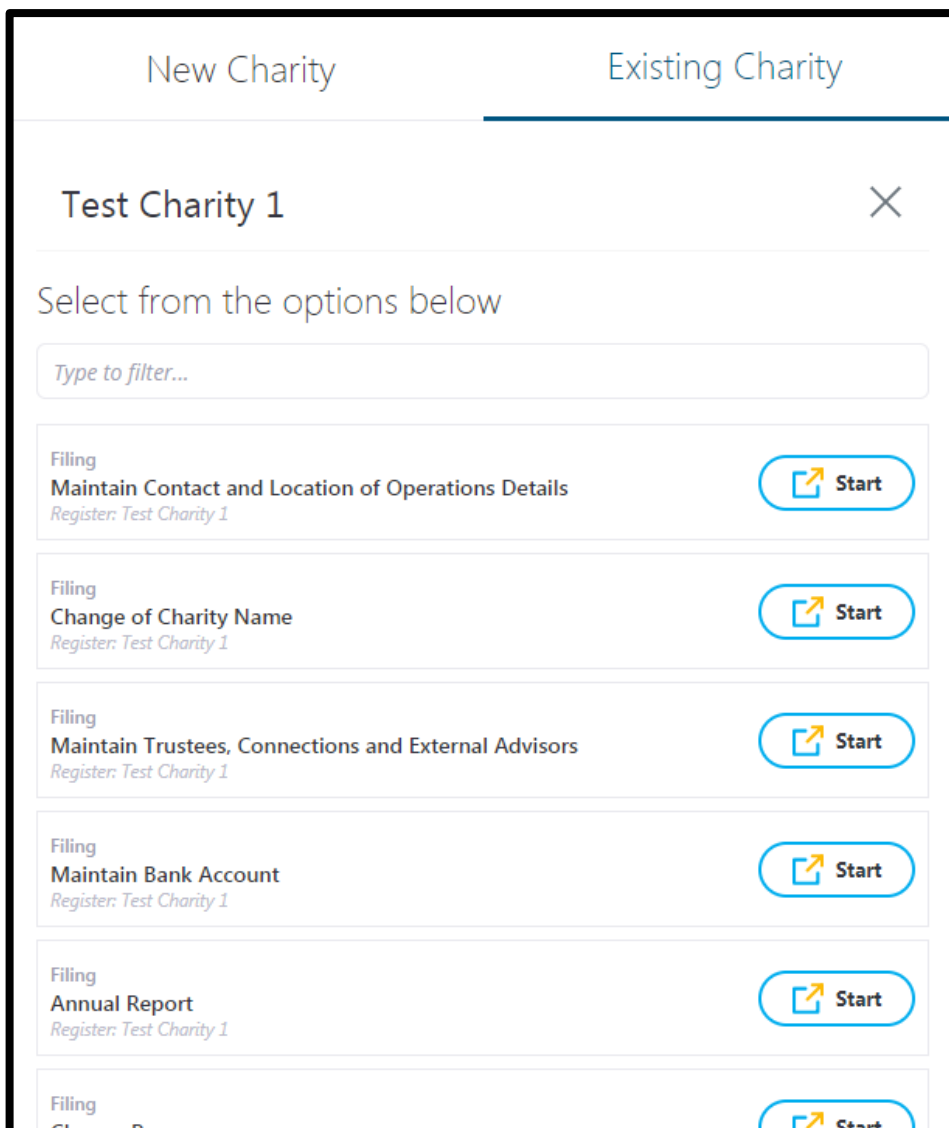 New Charity
Existing Charity
Test Charity 1
Select from the options below
Type to filter...
Filing
Maintain Contact and Location of Operations Details
Register: Test Charity 1
Start
Filing
Change of Charity Name
Register: Test Charity 1
Start
Filing
Maintain Trustees, Connections and External Advisors
Register: Test Charity 1
Start
Filing
Maintain Bank Account
Register: Test Charity 1
Start
Filing
Annual Report
Register: Test Charity 1
Start
Filing
Start